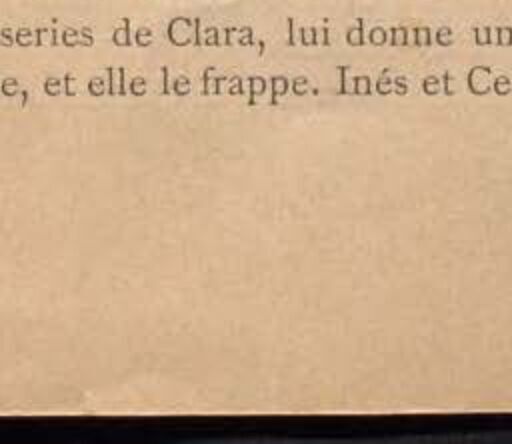 series de Clara, lui donne un
e, et elle le frappe. Inés et Ce